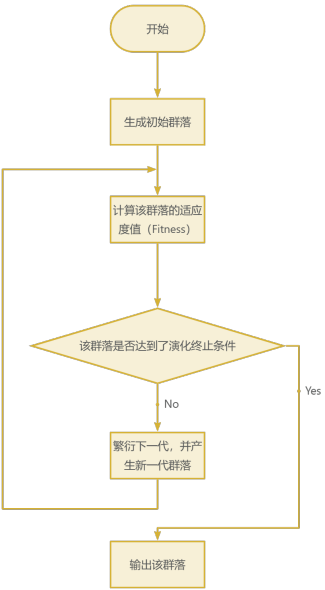 开始
生成初始群落
计算该群落的适应
度值（Fitness）
该群落是否达到了演化终止条件
Yes
No
繁衍下一代，并产
生新一代群落
输出该群落